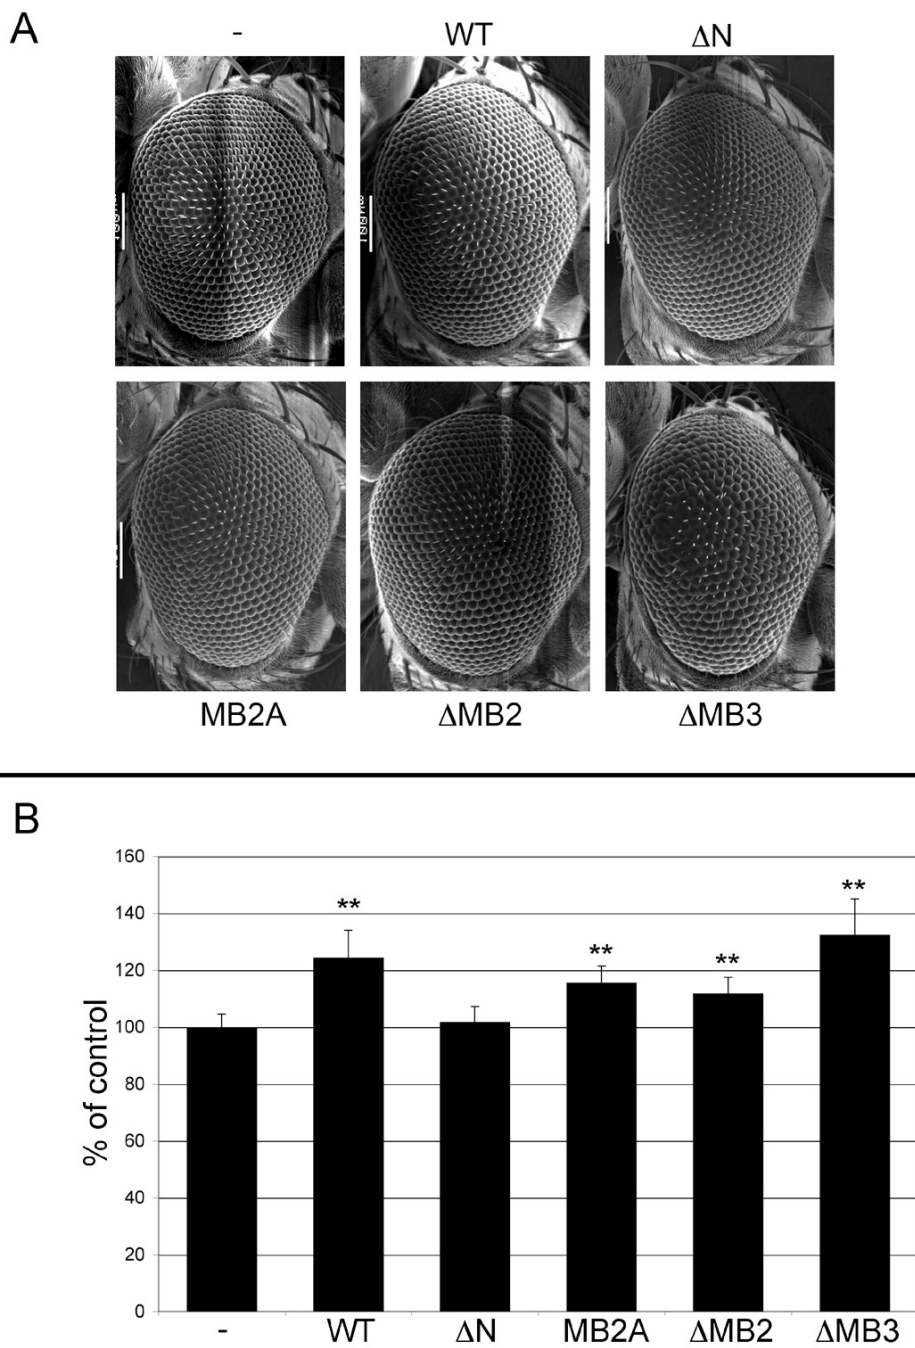 A
- WT ΔN
MB2A ΔMB2 ΔMB3
B
160
140
120
100
80
60
40
20
0
% of control
**
**
**
**
- WT ΔN MB2A ΔMB2 ΔMB3